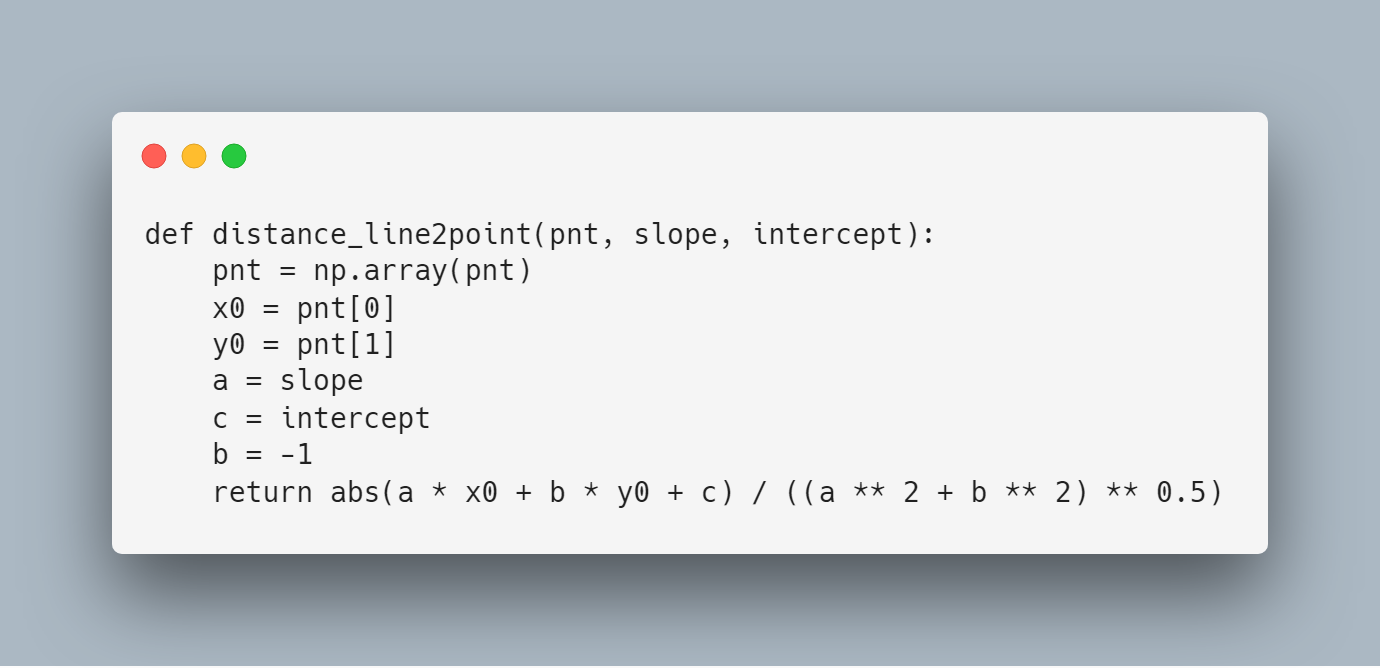 def distance_line2point(pnt, slope, intercept):
    pnt = np.array(pnt)
    x0 = pnt[0]
    y0 = pnt[1]
    a = slope
    c = intercept
    b = -1
    return abs(a * x0 + b * y0 + c) / ((a ** 2 + b ** 2) ** 0.5)